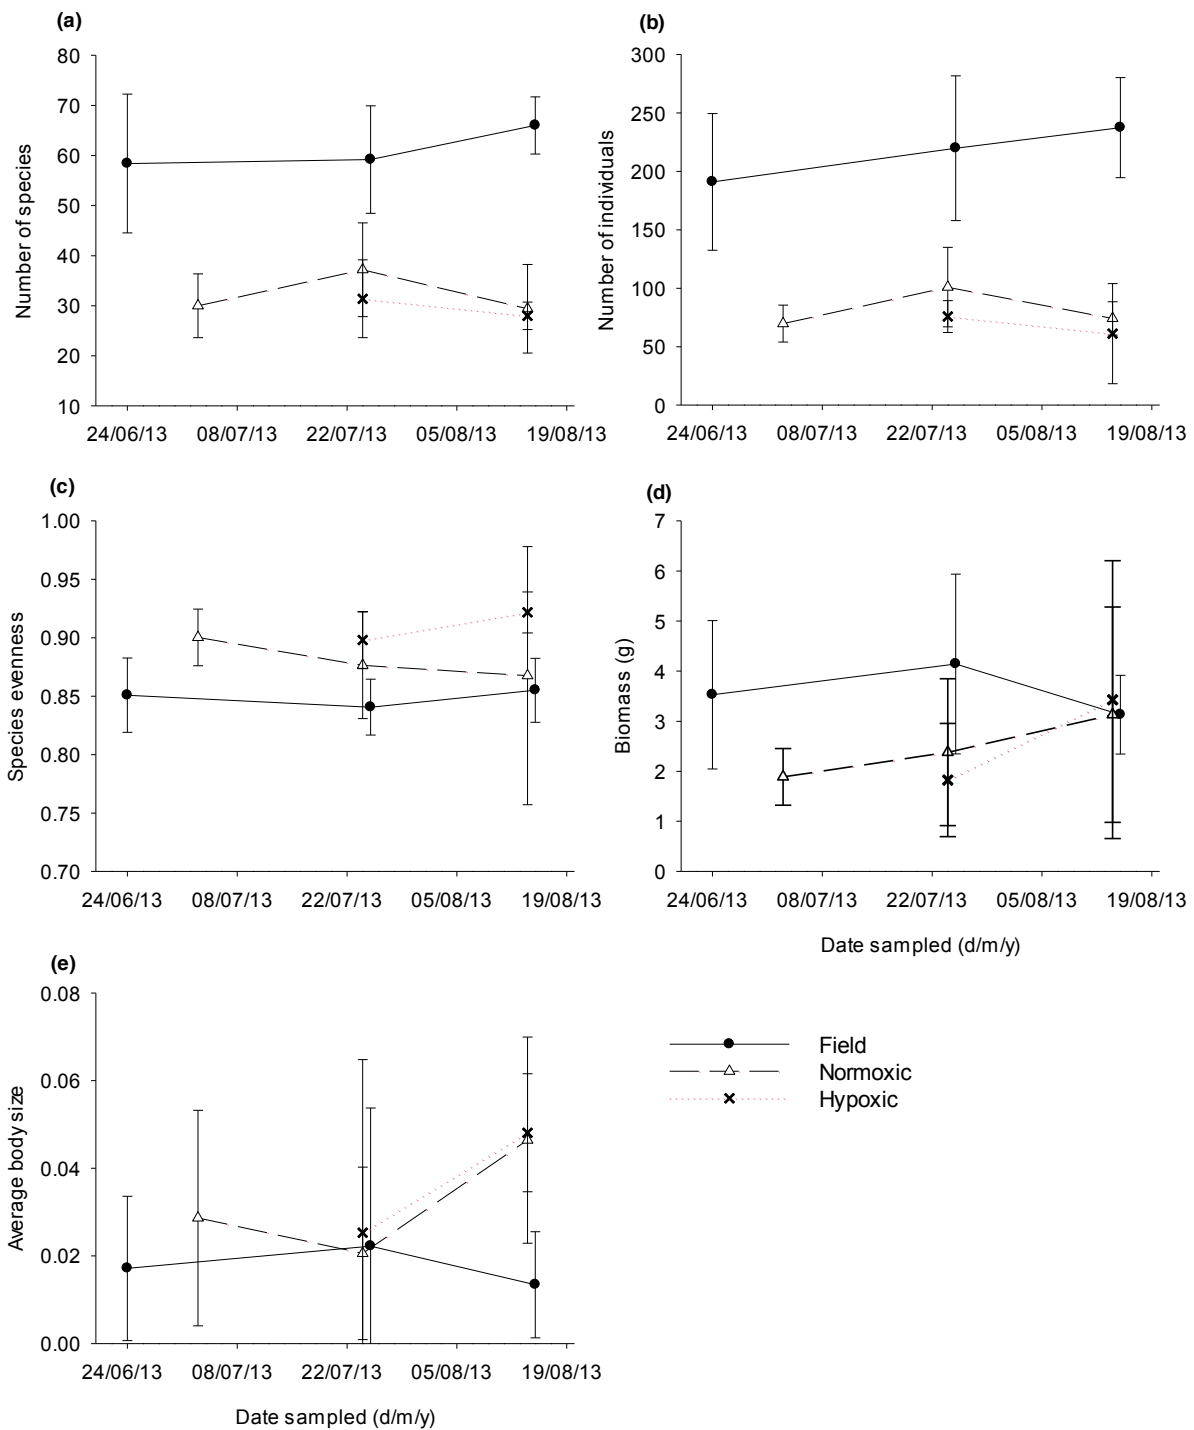 (a)
Number of species
80
70
60
50
40
30
20
10
24/06/13 08/07/13 22/07/13 05/08/13 19/08/13
(b)
Number of individuals
300
250
200
150
100
50
0
24/06/13 08/07/13 22/07/13 05/08/13 19/08/13
(c)
Species evenness
1.00
0.95
0.90
0.85
0.80
0.75
0.70
24/06/13 08/07/13 22/07/13 05/08/13 19/08/13
(d)
Biomass (g)
7
6
5
4
3
2
1
0
24/06/13 08/07/13 22/07/13 05/08/13 19/08/13
Date sampled (d/m/y)
(e)
Average body size
0.08
0.06
0.04
0.02
0.00
24/06/13 08/07/13 22/07/13 05/08/13 19/08/13
Date sampled (d/m/y)
Field
Normoxic
Hypoxic